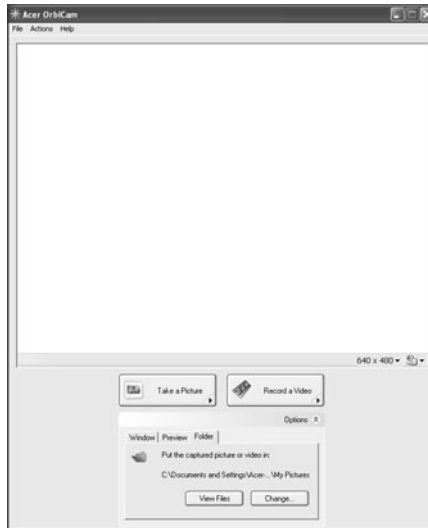 Acer OrbiCam
File Actions Help
640 x 480
Take a Picture Record a Video
Options
Window Preview Folder
Put the captured picture or video in:
C:\Documents and Settings\Acer-...\My Pictures
View Files Change...